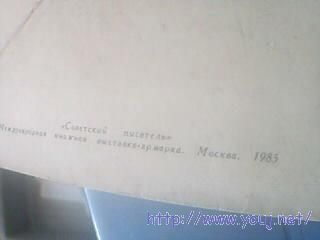 «Советский писатель»
Международная книжная выставка-ярмарка. Москва. 1985
http://www.youj.net/